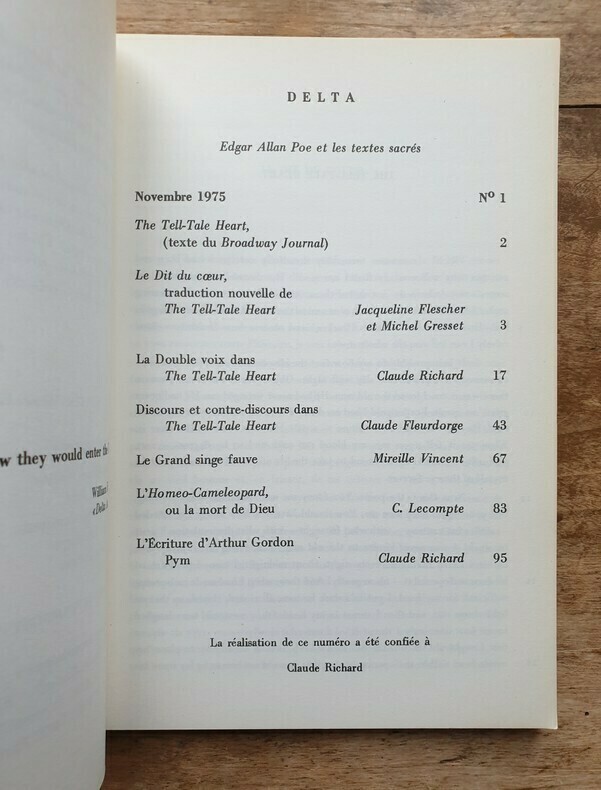 w they would enter th
William
« Delta
DELTA
Edgar Allan Poe et les textes sacrés
Novembre 1975 Nº 1
The Tell-Tale Heart,
(texte du Broadway Journal) 2
Le Dit du cœur,
traduction nouvelle de
The Tell-Tale Heart Jacqueline Flescher
et Michel Gresset 3
La Double voix dans
The Tell-Tale Heart Claude Richard 17
Discours et contre-discours dans
The Tell-Tale Heart Claude Fleurdorge 43
Le Grand singe fauve Mireille Vincent 67
L'Homeo-Cameleopard,
ou la mort de Dieu C. Lecompte 83
L'Écriture d'Arthur Gordon
Pym Claude Richard 95
La réalisation de ce numéro a été confiée à
Claude Richard